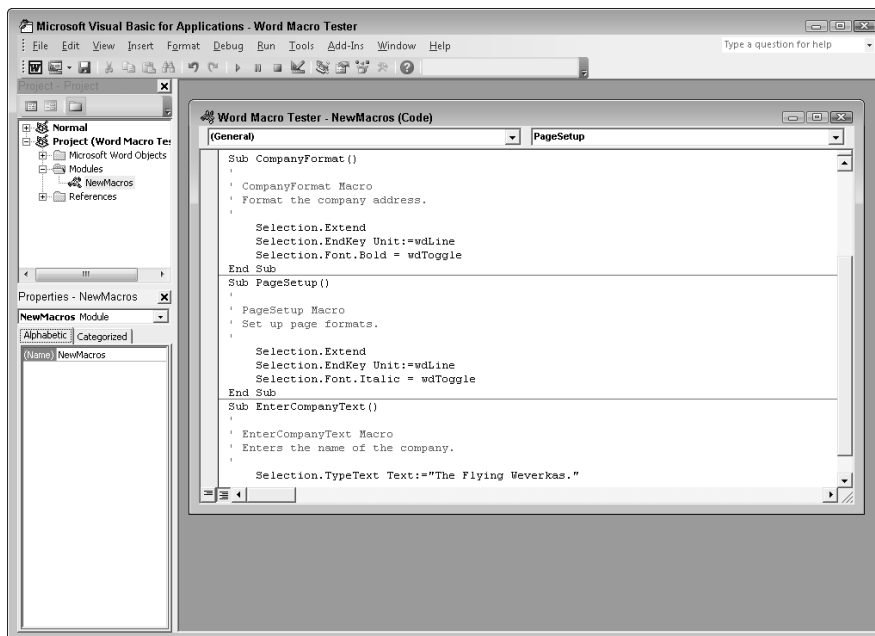 Microsoft Visual Basic for Applications - Word Macro Tester
File Edit View Insert Format Debug Run Tools Add-Ins Window Help
Type a question for help
Project - Project
Normal
Project (Word Macro Tes
Microsoft Word Objects
Modules
NewMacros
References
Properties - NewMacros
NewMacros Module
Alphabetic Categorized
(Name) NewMacros
Word Macro Tester - NewMacros (Code)
(General) PageSetup
Sub CompanyFormat()
'
' CompanyFormat Macro
' Format the company address.
'
Selection.Extend
Selection.EndKey Unit:=wdLine
Selection.Font.Bold = wdToggle
End Sub
Sub PageSetup()
'
' PageSetup Macro
' Set up page formats.
'
Selection.Extend
Selection.EndKey Unit:=wdLine
Selection.Font.Italic = wdToggle
End Sub
Sub EnterCompanyText()
'
' EnterCompanyText Macro
' Enters the name of the company.
'
Selection.TypeText Text:="The Flying Weverkas."